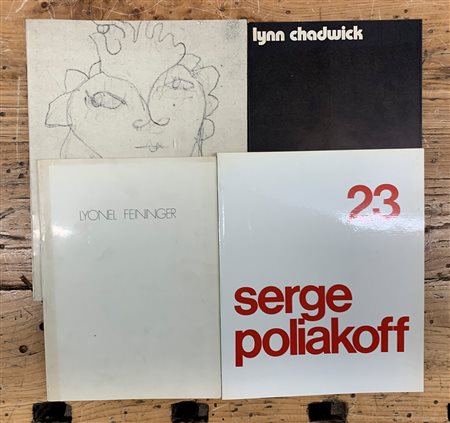 lynn chadwick
LYONEL FEININGER
23
serge
poliakoff